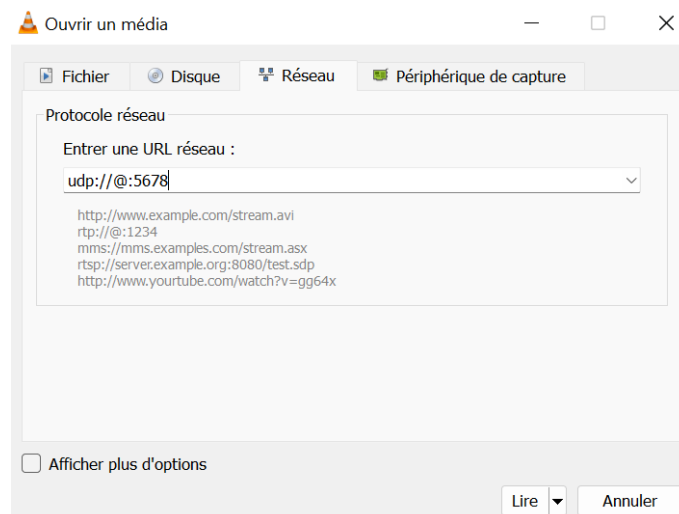 Ouvrir un média
Fichier Disque Réseau Périphérique de capture
Protocole réseau
Entrer une URL réseau :
udp://@:5678
http://www.example.com/stream.avi
rtp://@:1234
mms://mms.examples.com/stream.asx
rtsp://server.example.org:8080/test.sdp
http://www.yourtube.com/watch?v=gg64x
Afficher plus d'options
Lire Annuler